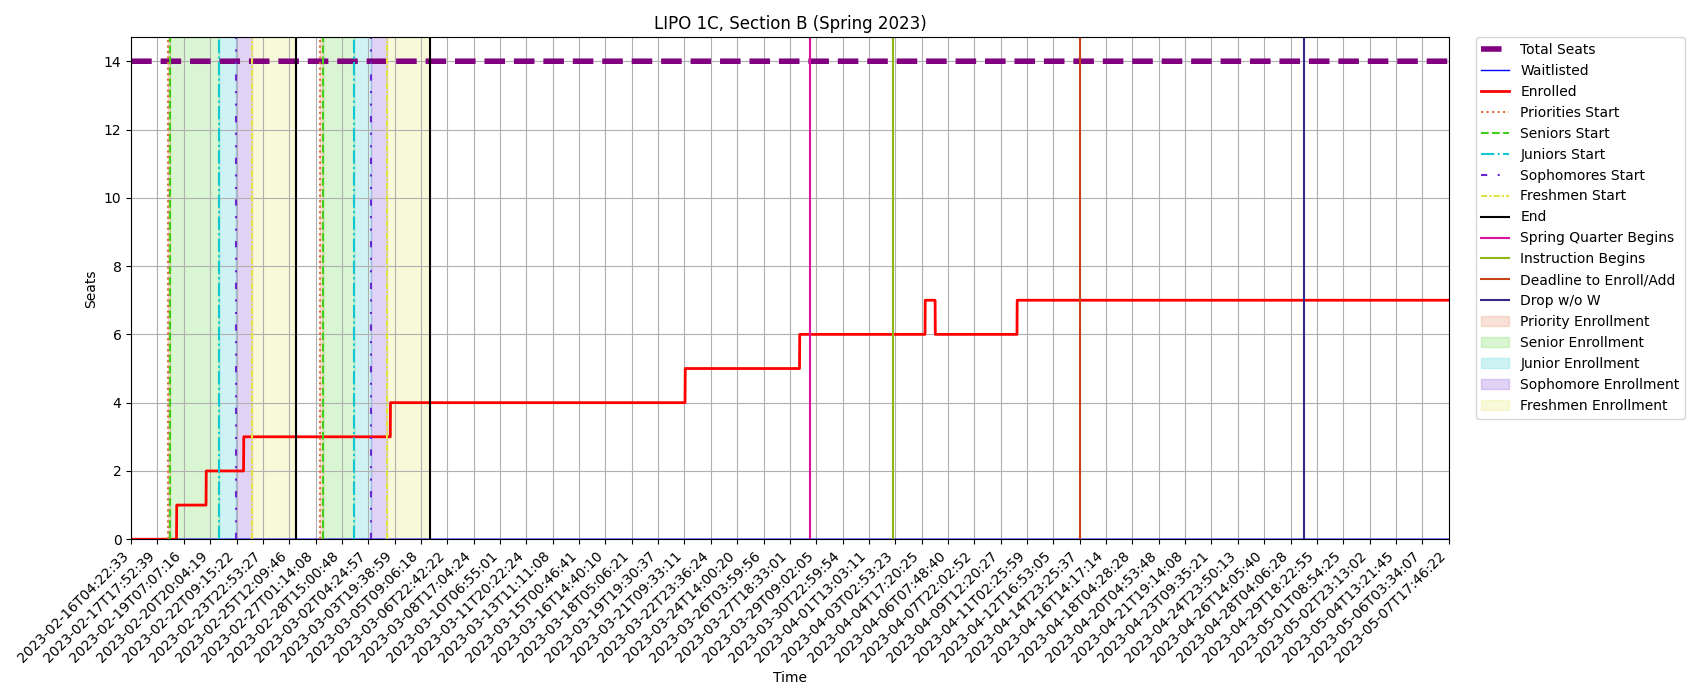 LIPO 1C, Section B (Spring 2023)
Seats
14
12
10
8
6
4
2
0
2023-02-16T04:22:33
2023-02-17T17:52:39
2023-02-19T07:07:16
2023-02-20T20:04:19
2023-02-22T09:15:22
2023-02-23T22:53:27
2023-02-25T12:09:46
2023-02-27T01:14:08
2023-02-28T15:00:48
2023-03-02T04:24:57
2023-03-03T19:38:59
2023-03-05T09:06:18
2023-03-06T22:42:22
2023-03-08T17:04:24
2023-03-10T06:55:01
2023-03-11T20:22:24
2023-03-13T11:11:08
2023-03-15T00:46:41
2023-03-16T14:40:10
2023-03-18T05:06:21
2023-03-19T19:30:37
2023-03-21T09:33:11
2023-03-22T23:36:24
2023-03-24T14:00:20
2023-03-26T03:59:56
2023-03-27T18:33:01
2023-03-29T09:02:05
2023-03-30T22:59:54
2023-04-01T13:03:11
2023-04-03T02:53:23
2023-04-04T17:20:25
2023-04-06T07:48:40
2023-04-07T22:02:52
2023-04-09T12:20:27
2023-04-11T02:25:59
2023-04-12T16:53:05
2023-04-14T23:25:37
2023-04-16T14:17:14
2023-04-18T04:28:28
2023-04-20T04:53:48
2023-04-21T19:14:08
2023-04-23T09:35:21
2023-04-24T23:50:13
2023-04-26T14:05:40
2023-04-28T04:06:28
2023-04-29T18:22:55
2023-05-01T08:54:25
2023-05-02T23:13:02
2023-05-04T13:21:45
2023-05-06T03:34:07
2023-05-07T17:46:22
Time
Total Seats
Waitlisted
Enrolled
Priorities Start
Seniors Start
Juniors Start
Sophomores Start
Freshmen Start
End
Spring Quarter Begins
Instruction Begins
Deadline to Enroll/Add
Drop w/o W
Priority Enrollment
Senior Enrollment
Junior Enrollment
Sophomore Enrollment
Freshmen Enrollment